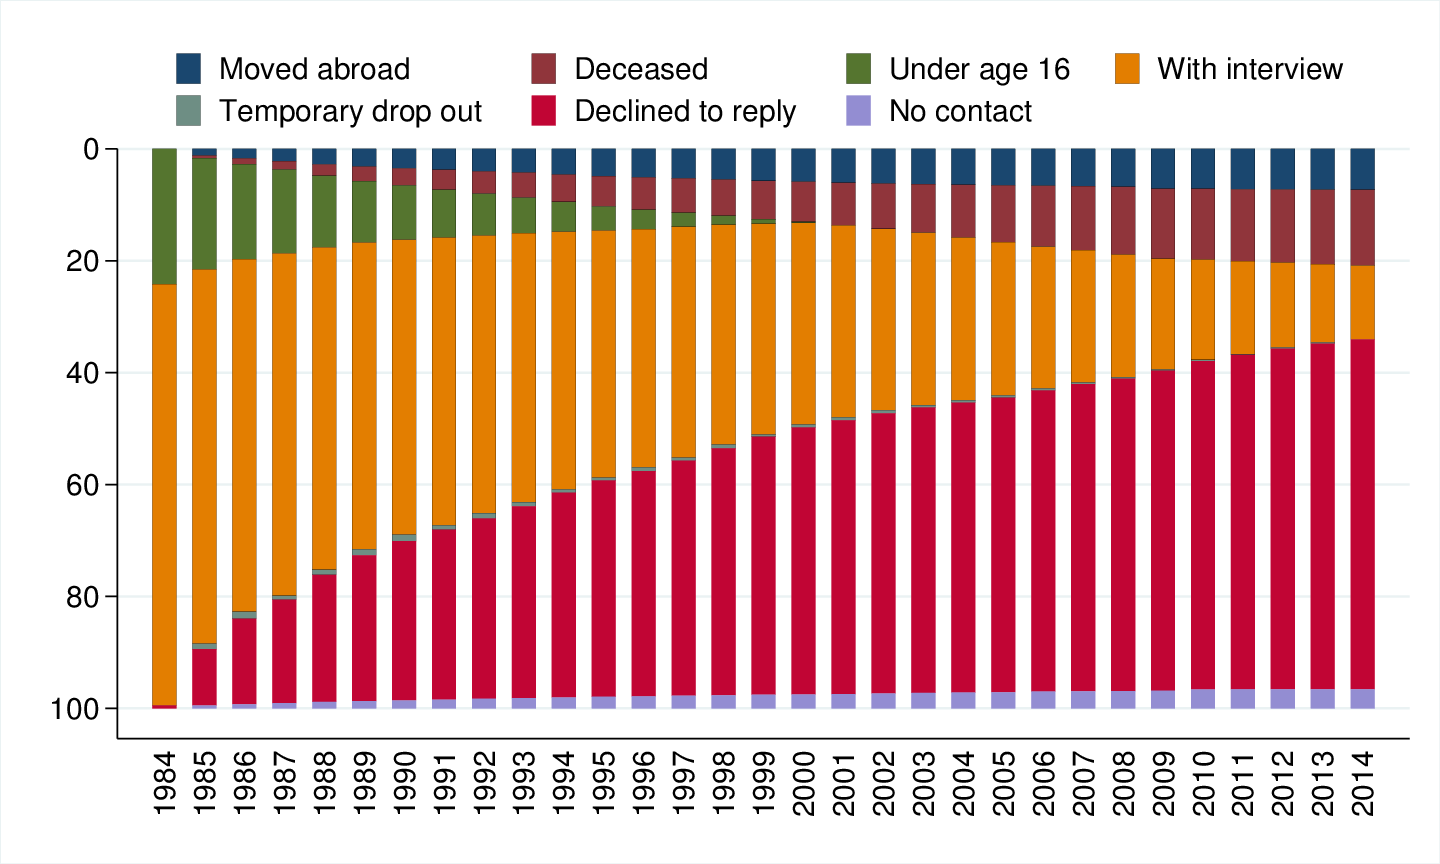 Moved abroad Deceased Under age 16 With interview
Temporary drop out Declined to reply No contact
0
20
40
60
80
100
1984 1985 1986 1987 1988 1989 1990 1991 1992 1993 1994 1995 1996 1997 1998 1999 2000 2001 2002 2003 2004 2005 2006 2007 2008 2009 2010 2011 2012 2013 2014